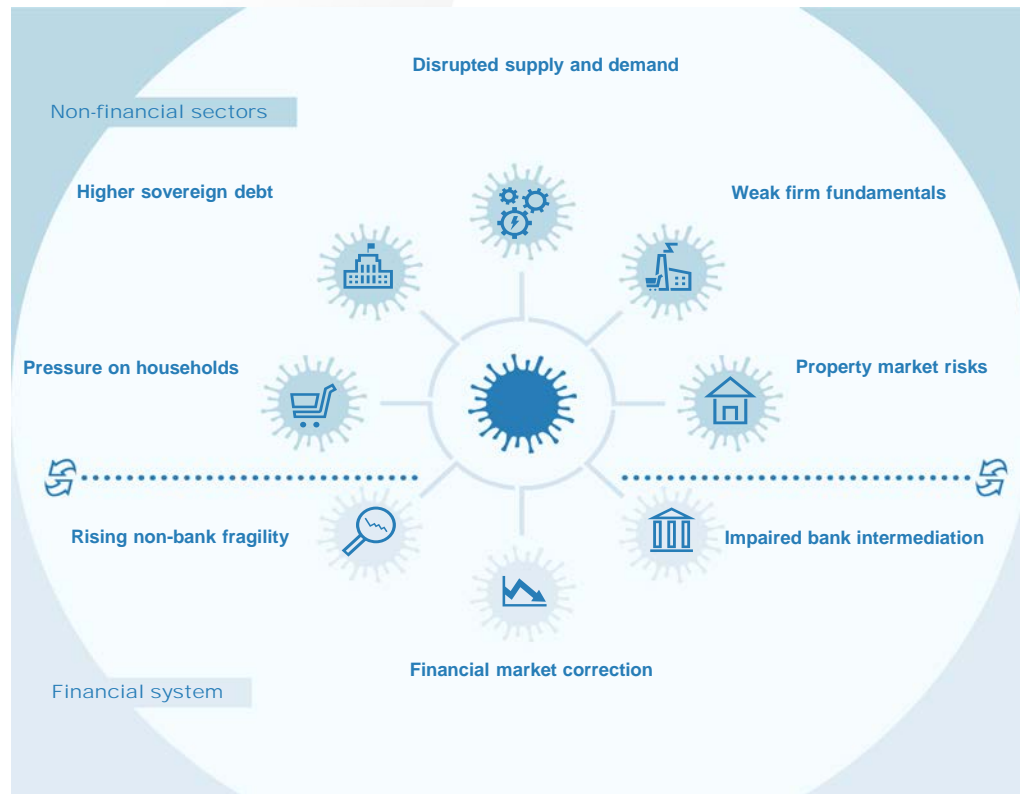 Disrupted supply and demand
Non-financial sectors
Higher sovereign debt
Weak firm fundamentals
Pressure on households
Property market risks
Rising non-bank fragility
Impaired bank intermediation
Financial market correction
Financial system